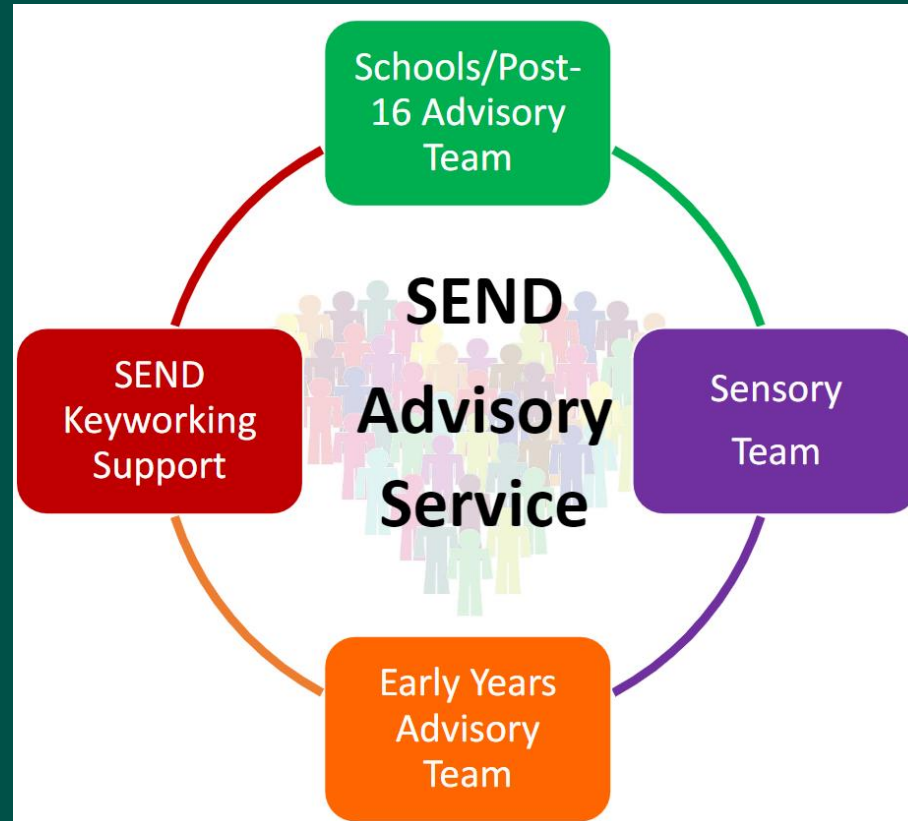 Schools/Post-
16 Advisory
Team
SEND
Advisory
Service
SEND
Keyworking
Support
Sensory
Team
Early Years
Advisory
Team